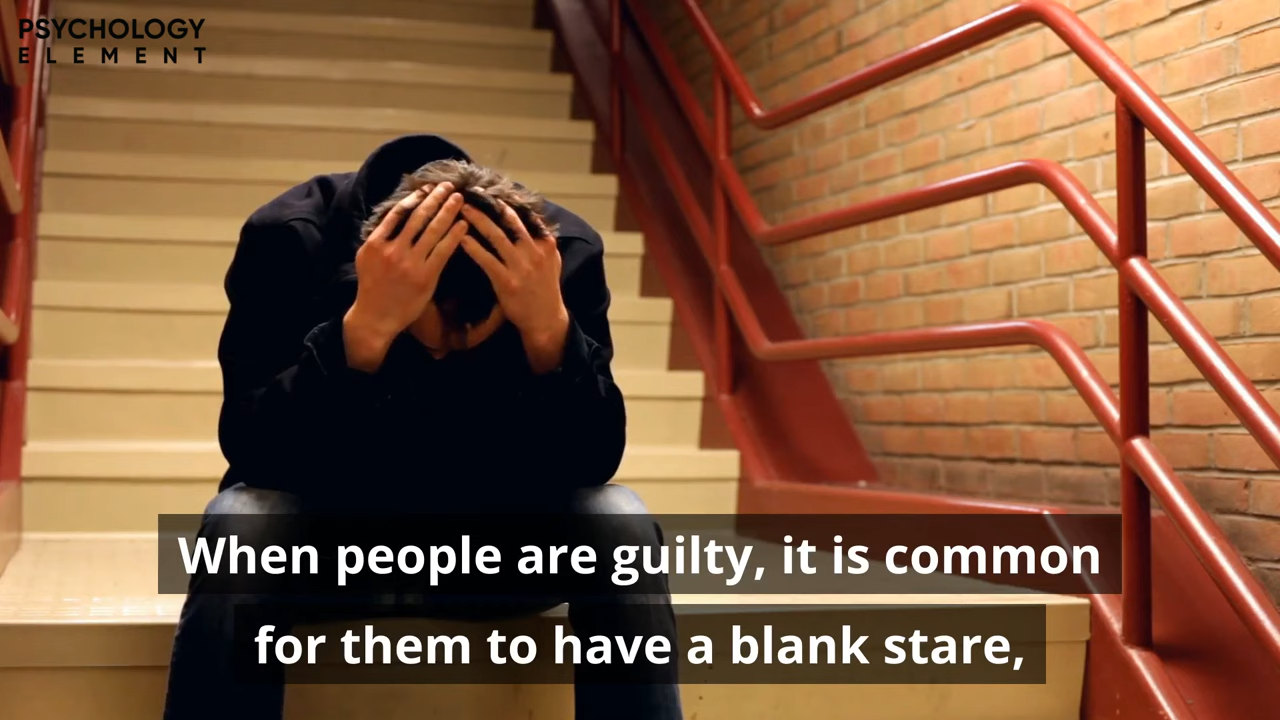 PSYCHOLOGY
ELEMENT
When people are guilty, it is common
for them to have a blank stare,